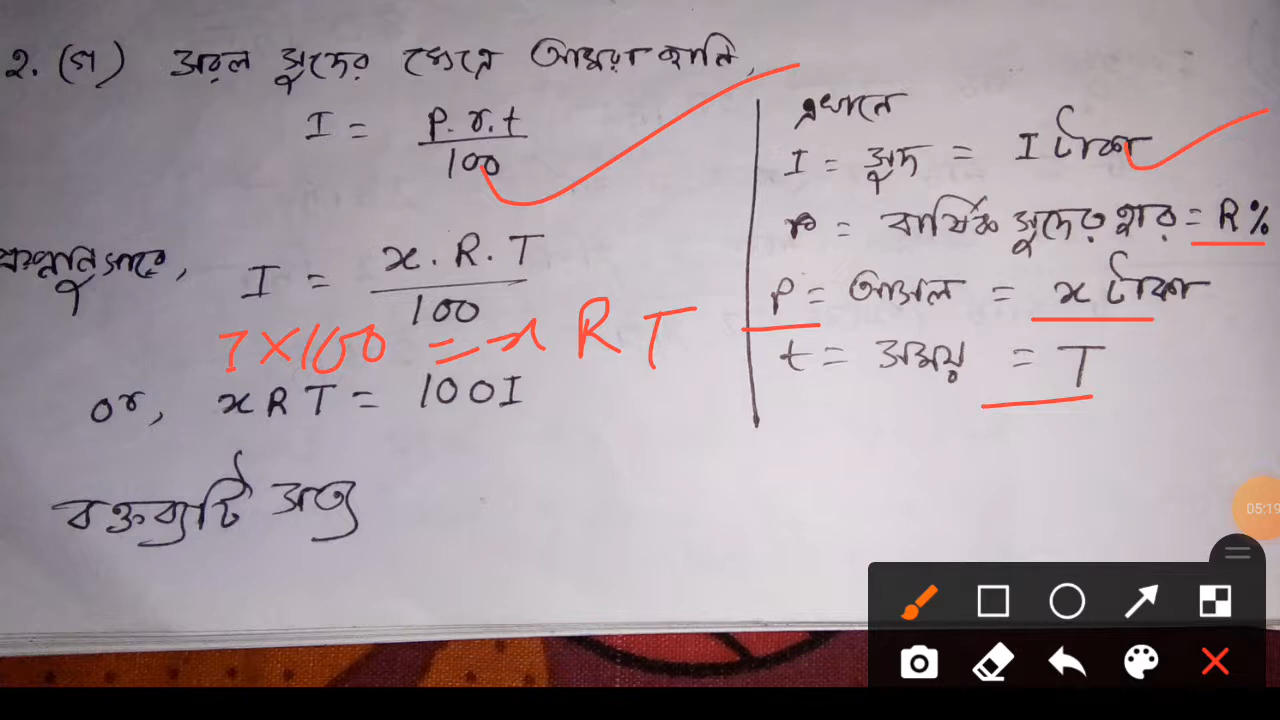 ২. (গ) সরল সুদের ক্ষেত্রে আমরা জানি,
I = p.r.t / 100
প্রশ্নানুসারে, I = x.R.T / 100
I×100 = x RT
or, xRT = 100I
বক্তব্যটি সত্য
এখানে
I = সুদ = I টাকা
r = বার্ষিক সুদের হার = R%
P = আসল = x টাকা
t = সময় = T
05:19